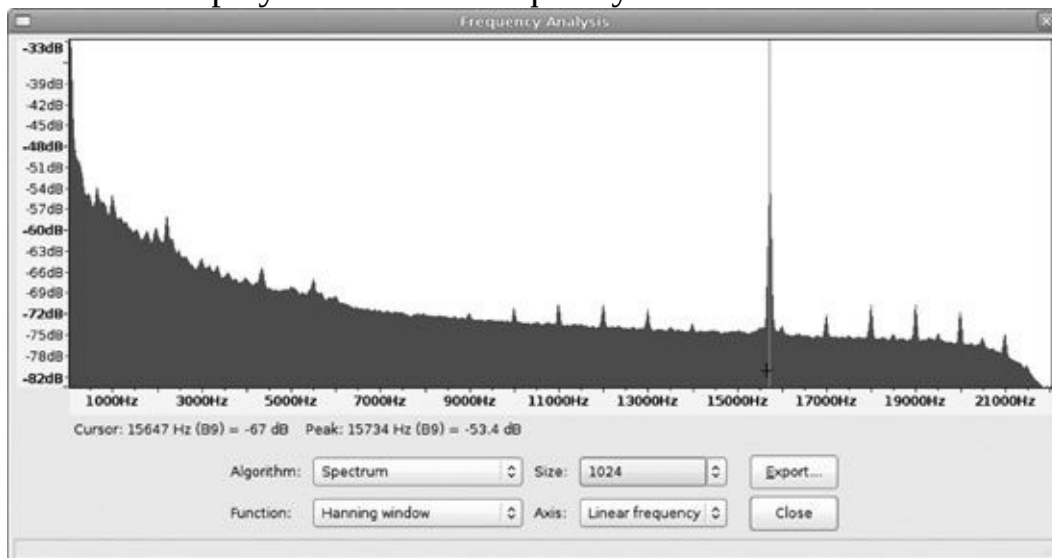 Frequency Analysis
-33dB
-39dB
-42dB
-45dB
-48dB
-51dB
-54dB
-57dB
-60dB
-63dB
-66dB
-69dB
-72dB
-75dB
-78dB
-82dB
1000Hz 3000Hz 5000Hz 7000Hz 9000Hz 11000Hz 13000Hz 15000Hz 17000Hz 19000Hz 21000Hz
Cursor: 15647 Hz (B9) = -67 dB Peak: 15734 Hz (B9) = -53.4 dB
Algorithm: Spectrum Size: 1024 Export...
Function: Hanning window Axis: Linear frequency Close